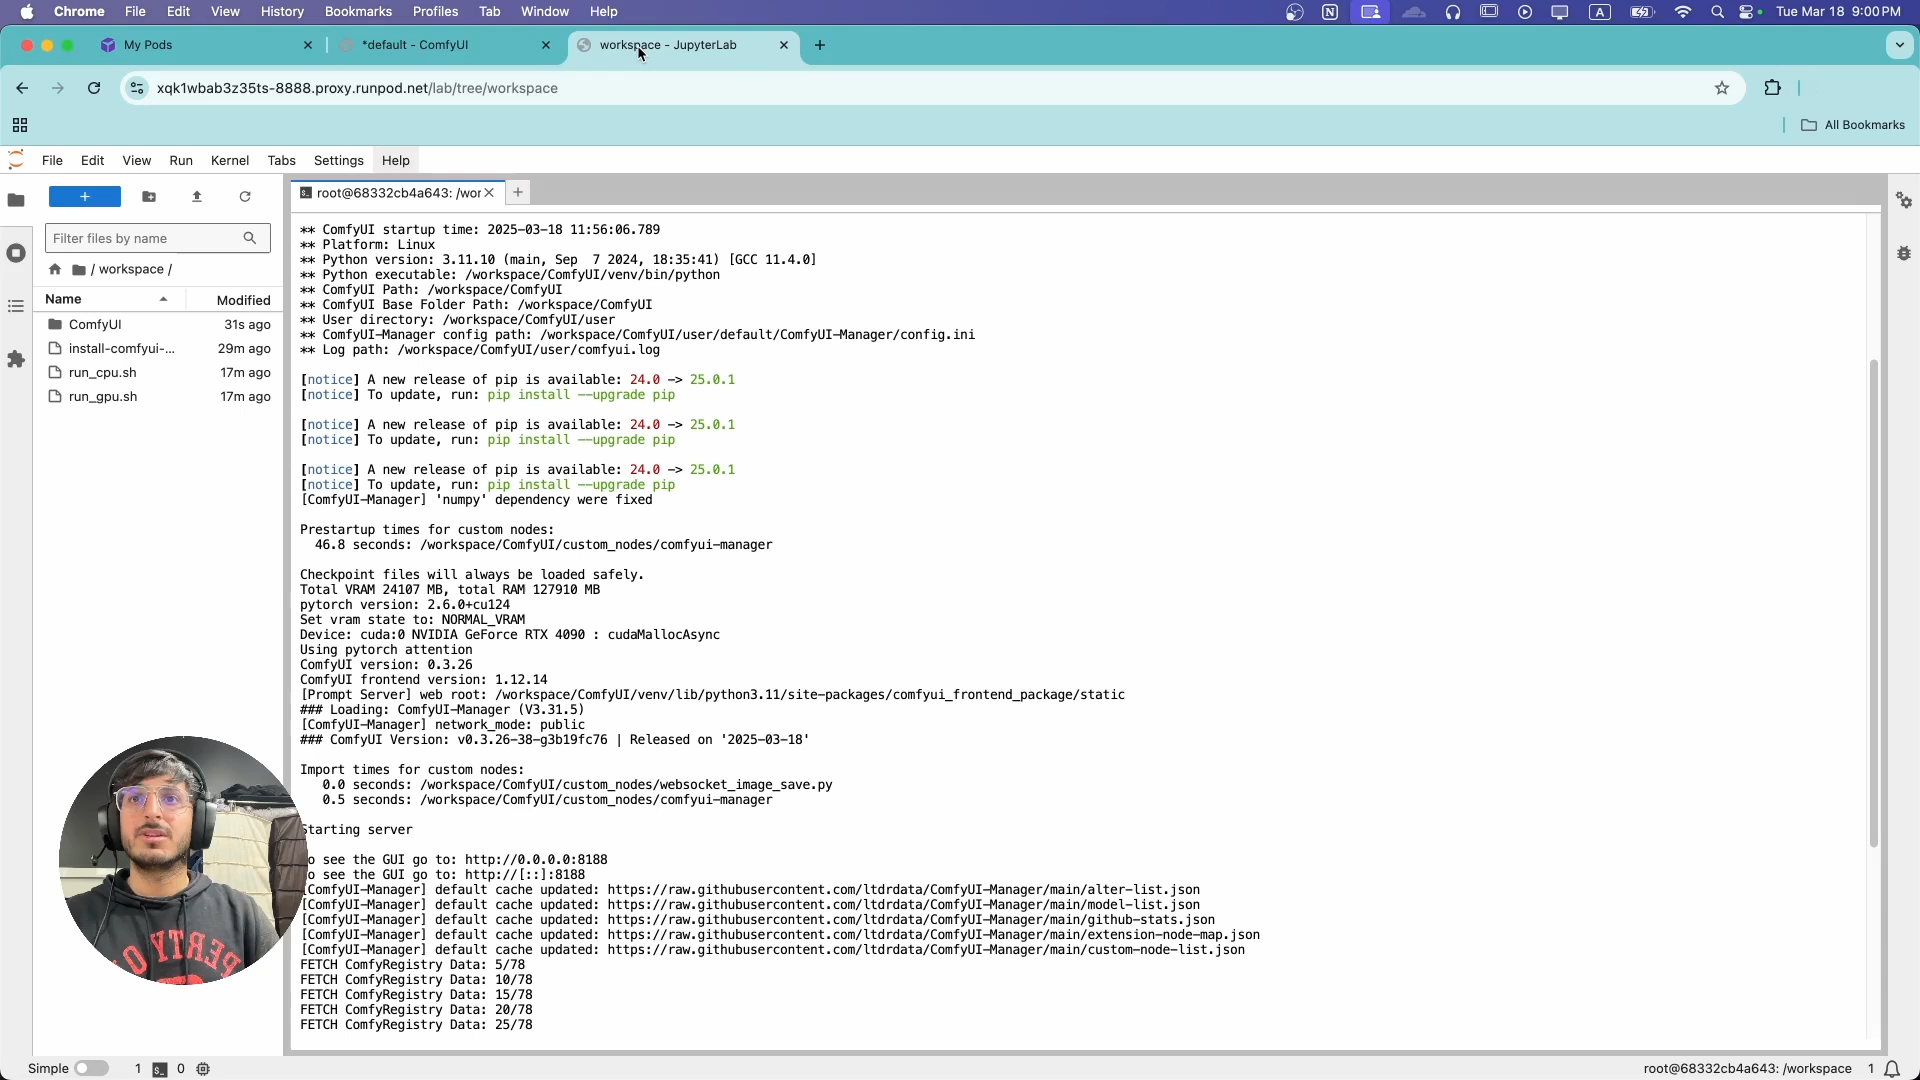 Chrome File Edit View History Bookmarks Profiles Tab Window Help
A
Tue Mar 18 9:00 PM
My Pods
*default - ComfyUI
workspace - JupyterLab
xqk1wbab3z35ts-8888.proxy.runpod.net/lab/tree/workspace
All Bookmarks
File Edit View Run Kernel Tabs Settings Help
root@68332cb4a643: /wor
Filter files by name
/ workspace /
Name Modified
ComfyUI 31s ago
install-comfyui-... 29m ago
run_cpu.sh 17m ago
run_gpu.sh 17m ago
** ComfyUI startup time: 2025-03-18 11:56:06.789
** Platform: Linux
** Python version: 3.11.10 (main, Sep  7 2024, 18:35:41) [GCC 11.4.0]
** Python executable: /workspace/ComfyUI/venv/bin/python
** ComfyUI Path: /workspace/ComfyUI
** ComfyUI Base Folder Path: /workspace/ComfyUI
** User directory: /workspace/ComfyUI/user
** ComfyUI-Manager config path: /workspace/ComfyUI/user/default/ComfyUI-Manager/config.ini
** Log path: /workspace/ComfyUI/user/comfyui.log
[notice] A new release of pip is available: 24.0 -> 25.0.1
[notice] To update, run: pip install --upgrade pip
[notice] A new release of pip is available: 24.0 -> 25.0.1
[notice] To update, run: pip install --upgrade pip
[notice] A new release of pip is available: 24.0 -> 25.0.1
[notice] To update, run: pip install --upgrade pip
[ComfyUI-Manager] 'numpy' dependency were fixed
Prestartup times for custom nodes:
46.8 seconds: /workspace/ComfyUI/custom_nodes/comfyui-manager
Checkpoint files will always be loaded safely.
Total VRAM 24107 MB, total RAM 127910 MB
pytorch version: 2.6.0+cu124
Set vram state to: NORMAL_VRAM
Device: cuda:0 NVIDIA GeForce RTX 4090 : cudaMallocAsync
Using pytorch attention
ComfyUI version: 0.3.26
ComfyUI frontend version: 1.12.14
[Prompt Server] web root: /workspace/ComfyUI/venv/lib/python3.11/site-packages/comfyui_frontend_package/static
### Loading: ComfyUI-Manager (V3.31.5)
[ComfyUI-Manager] network_mode: public
### ComfyUI Version: v0.3.26-38-g3b19fc76 | Released on '2025-03-18'
Import times for custom nodes:
0.0 seconds: /workspace/ComfyUI/custom_nodes/websocket_image_save.py
0.5 seconds: /workspace/ComfyUI/custom_nodes/comfyui-manager
Starting server
o see the GUI go to: http://0.0.0.0:8188
o see the GUI go to: http://[::]:8188
[ComfyUI-Manager] default cache updated: https://raw.githubusercontent.com/ltdrdata/ComfyUI-Manager/main/alter-list.json
[ComfyUI-Manager] default cache updated: https://raw.githubusercontent.com/ltdrdata/ComfyUI-Manager/main/model-list.json
[ComfyUI-Manager] default cache updated: https://raw.githubusercontent.com/ltdrdata/ComfyUI-Manager/main/github-stats.json
[ComfyUI-Manager] default cache updated: https://raw.githubusercontent.com/ltdrdata/ComfyUI-Manager/main/extension-node-map.json
[ComfyUI-Manager] default cache updated: https://raw.githubusercontent.com/ltdrdata/ComfyUI-Manager/main/custom-node-list.json
FETCH ComfyRegistry Data: 5/78
FETCH ComfyRegistry Data: 10/78
FETCH ComfyRegistry Data: 15/78
FETCH ComfyRegistry Data: 20/78
FETCH ComfyRegistry Data: 25/78
PERTY O
Simple 1 0
root@68332cb4a643: /workspace 1